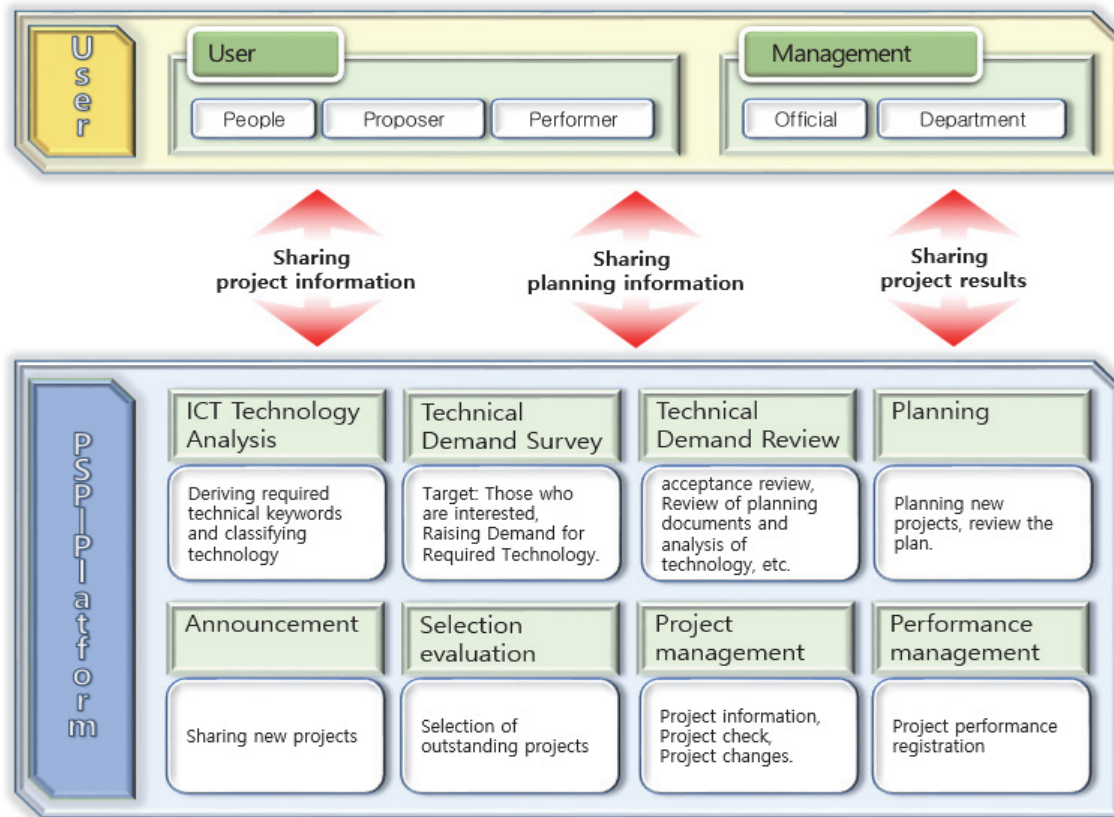 User
User
People
Proposer
Performer
Management
Official
Department
Sharing
project information
Sharing
planning information
Sharing
project results
PSPI Platform
ICT Technology
Analysis
Deriving required
technical keywords
and classifying
technology
Technical
Demand Survey
Target: Those who
are interested,
Raising Demand for
Required Technology.
Technical
Demand Review
acceptance review,
Review of planning
documents and
analysis of
technology, etc.
Planning
Planning new
projects, review the
plan.
Announcement
Sharing new projects
Selection
evaluation
Selection of
outstanding projects
Project
management
Project information,
Project check,
Project changes.
Performance
management
Project performance
registration